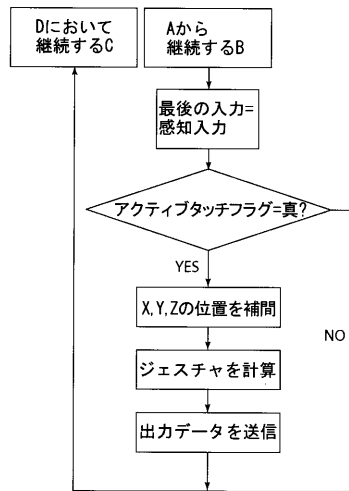 Dにおいて
継続するC
Aから
継続するB
最後の入力=
感知入力
アクティブタッチフラグ=真?
YES
X,Y,Zの位置を補間
NO
ジェスチャを計算
出力データを送信